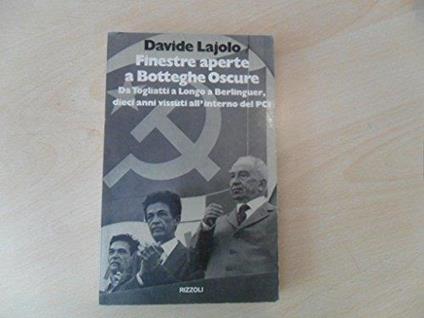 Davide Lajolo
Finestre aperte
a Botteghe Oscure
Da Togliatti a Longo a Berlinguer,
dieci anni vissuti all'interno del PCI
RIZZOLI